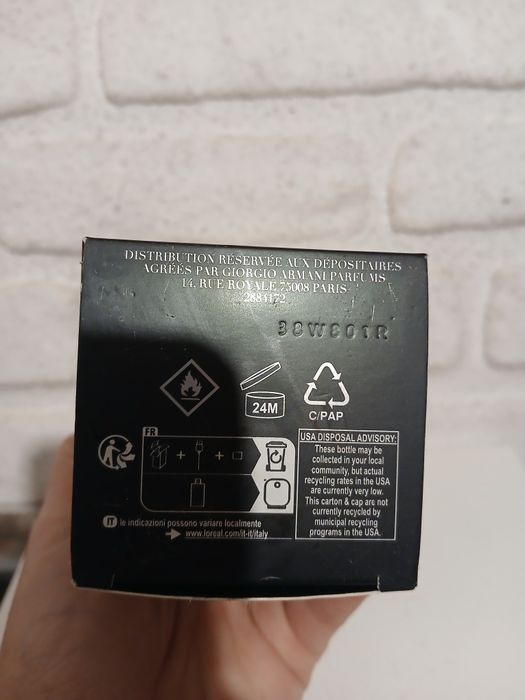 DISTRIBUTION RÉSERVÉE AUX DÉPOSITAIRES
AGRÉÉS PAR GIORGIO ARMANI PARFUMS
14, RUE ROYALE 75008 PARIS
2884172
38W801R
24M
C/PAP
FR
+ +
USA DISPOSAL ADVISORY:
These bottle may be
collected in your local
community, but actual
recycling rates in the USA
are currently very low.
This carton & cap are not
currently recycled by
municipal recycling
programs in the USA.
IT le indicazioni possono variare localmente
www.loreal.com/it-it/italy